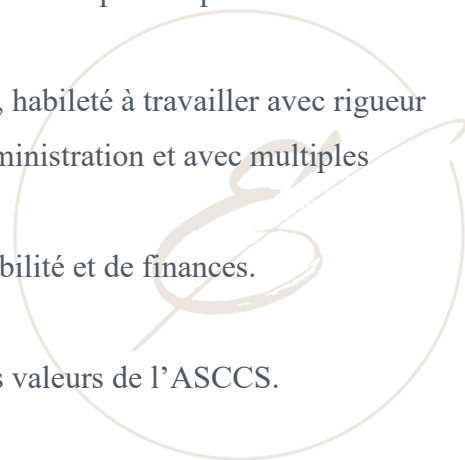 , habileté à travailler avec rigueur
ministration et avec multiples
bilité et de finances.
s valeurs de l’ASCCS.